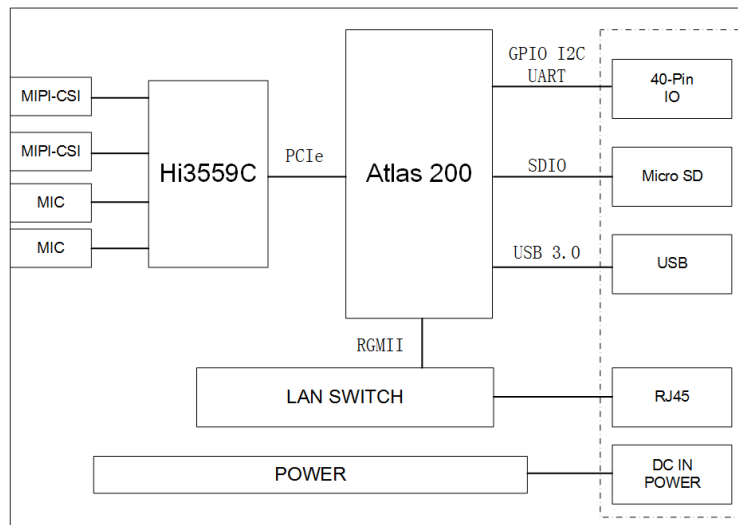 MIPI-CSI
MIPI-CSI
MIC
MIC
Hi3559C
PCIe
Atlas 200
GPIO I2C
UART
40-Pin
IO
SDIO
Micro SD
USB 3.0
USB
RGMII
LAN SWITCH
RJ45
POWER
DC IN
POWER